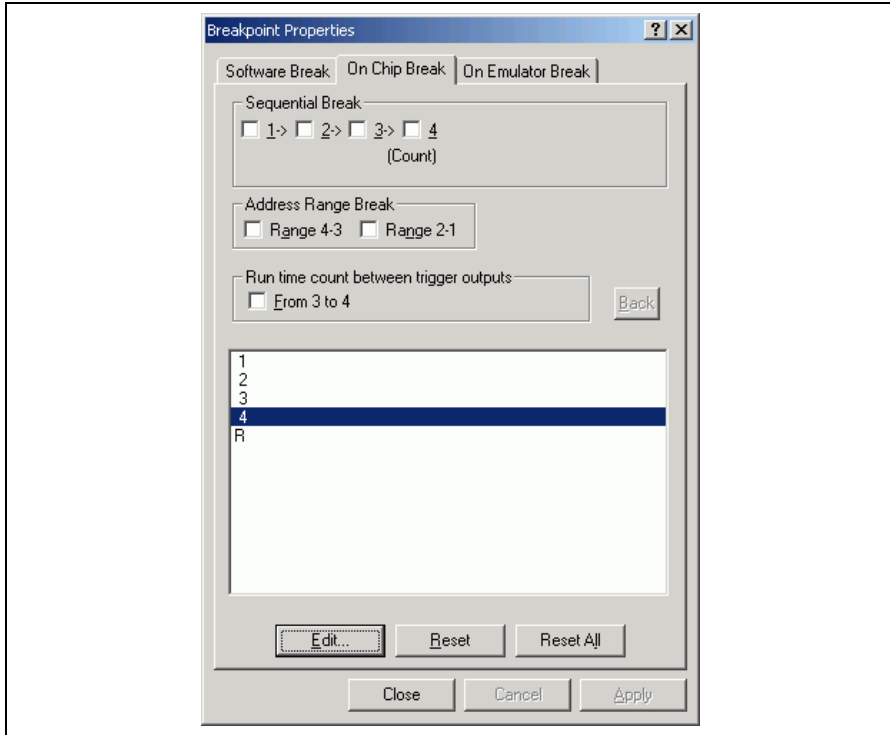 Breakpoint Properties
Software Break On Chip Break On Emulator Break
Sequential Break
1-> 2-> 3-> 4
(Count)
Address Range Break
Range 4-3 Range 2-1
Run time count between trigger outputs
From 3 to 4
Back
1
2
3
4
R
Edit... Reset Reset All
Close Cancel Apply